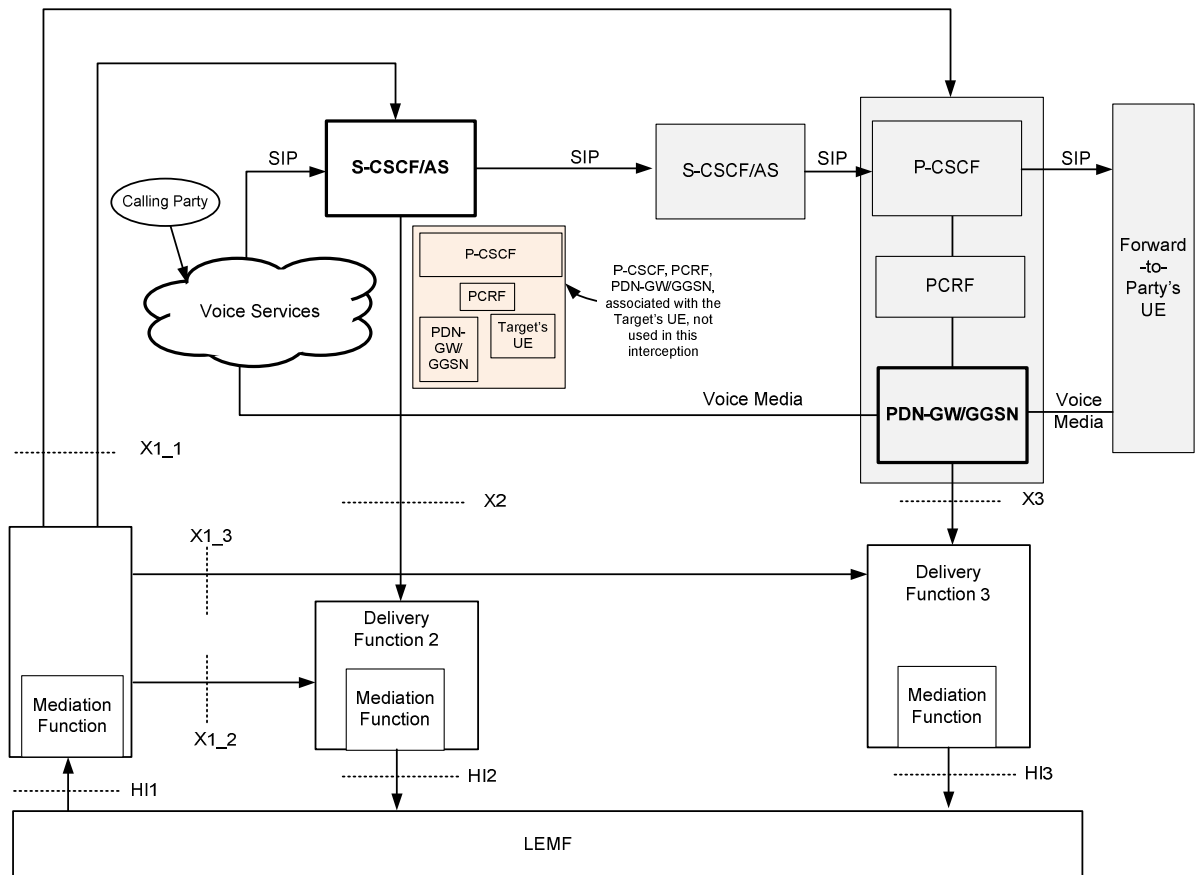 SIP
S-CSCF/AS
SIP
S-CSCF/AS
SIP
P-CSCF
SIP
Calling Party
Forward
-to-
Party's
UE
Voice Services
P-CSCF
PCRF
PDN-
GW/
GGSN
Target's
UE
P-CSCF, PCRF,
PDN-GW/GGSN,
associated with the
Target's UE, not
used in this
interception
PCRF
Voice Media
PDN-GW/GGSN
Voice
Media
X1_1
X2
X3
X1_3
Delivery
Function 2
Delivery
Function 3
Mediation
Function
Mediation
Function
Mediation
Function
X1_2
HI1
HI2
HI3
LEMF